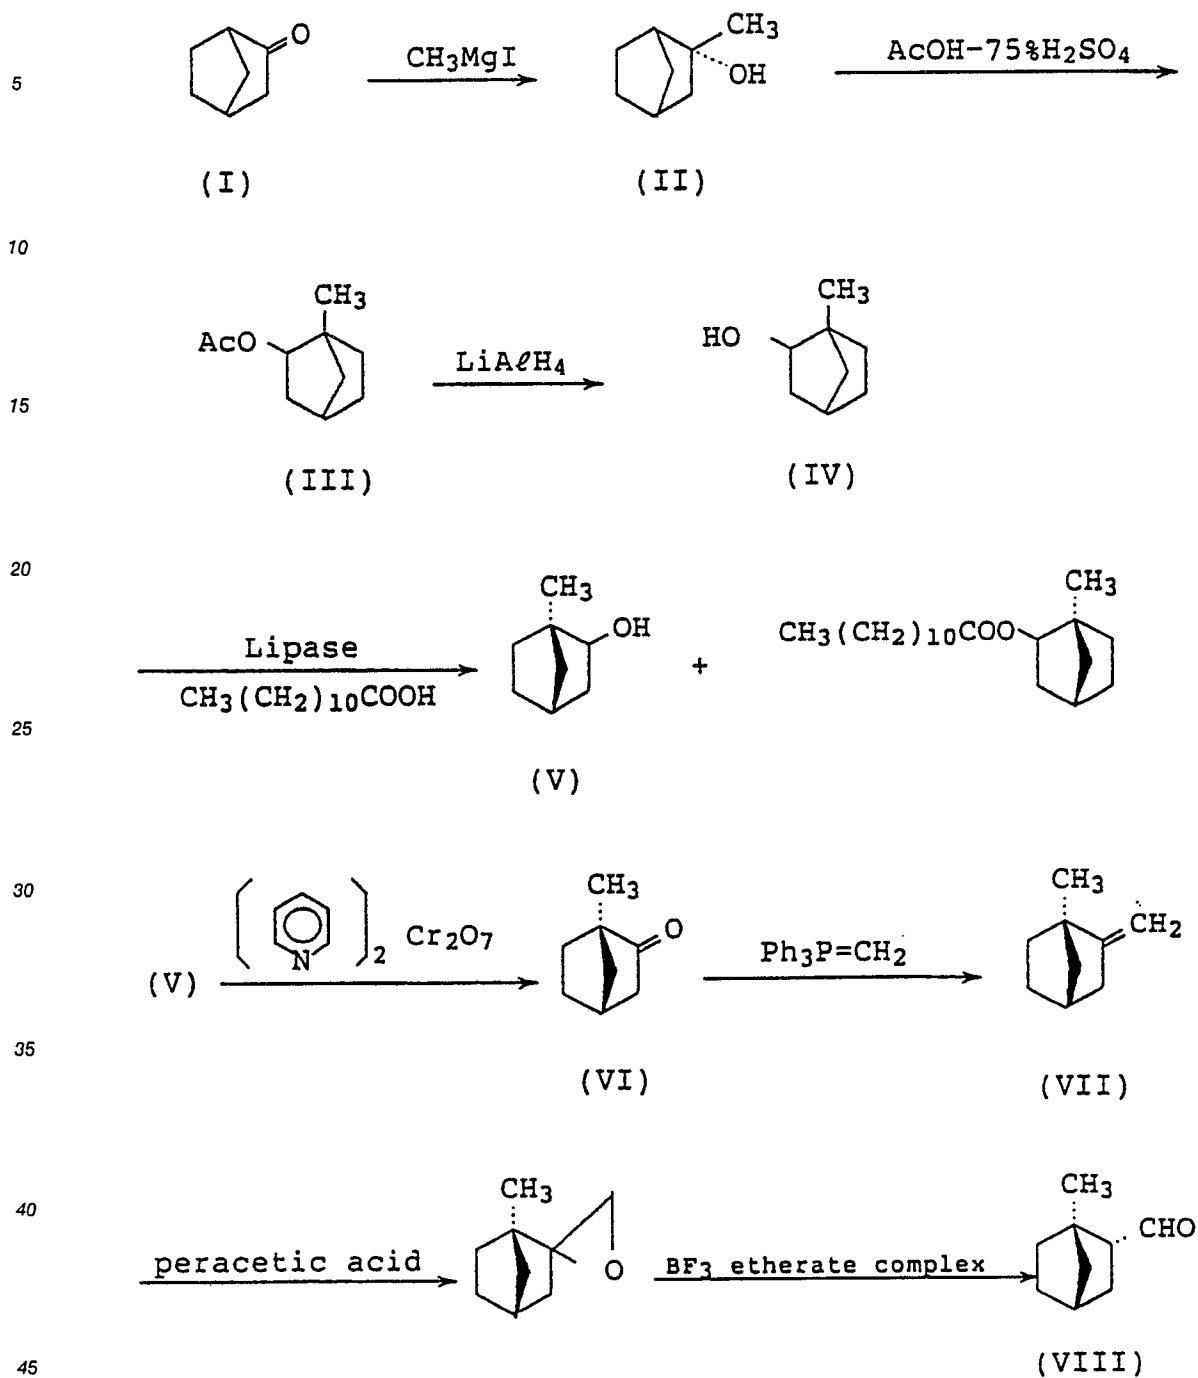 O
CH₃MgI
CH₃
OH
AcOH-75%H₂SO₄
5
(I)
(II)
10
CH₃
AcO
LiAℓH₄
CH₃
HO
15
(III)
(IV)
20
Lipase
CH₃(CH₂)₁₀COOH
CH₃
OH
+
CH₃
CH₃(CH₂)₁₀COO
25
(V)
30
(V)
N
2
Cr₂O₇
CH₃
O
Ph₃P=CH₂
CH₃
CH₂
35
(VI)
(VII)
40
peracetic acid
CH₃
O
BF₃ etherate complex
CH₃
CHO
45
(VIII)